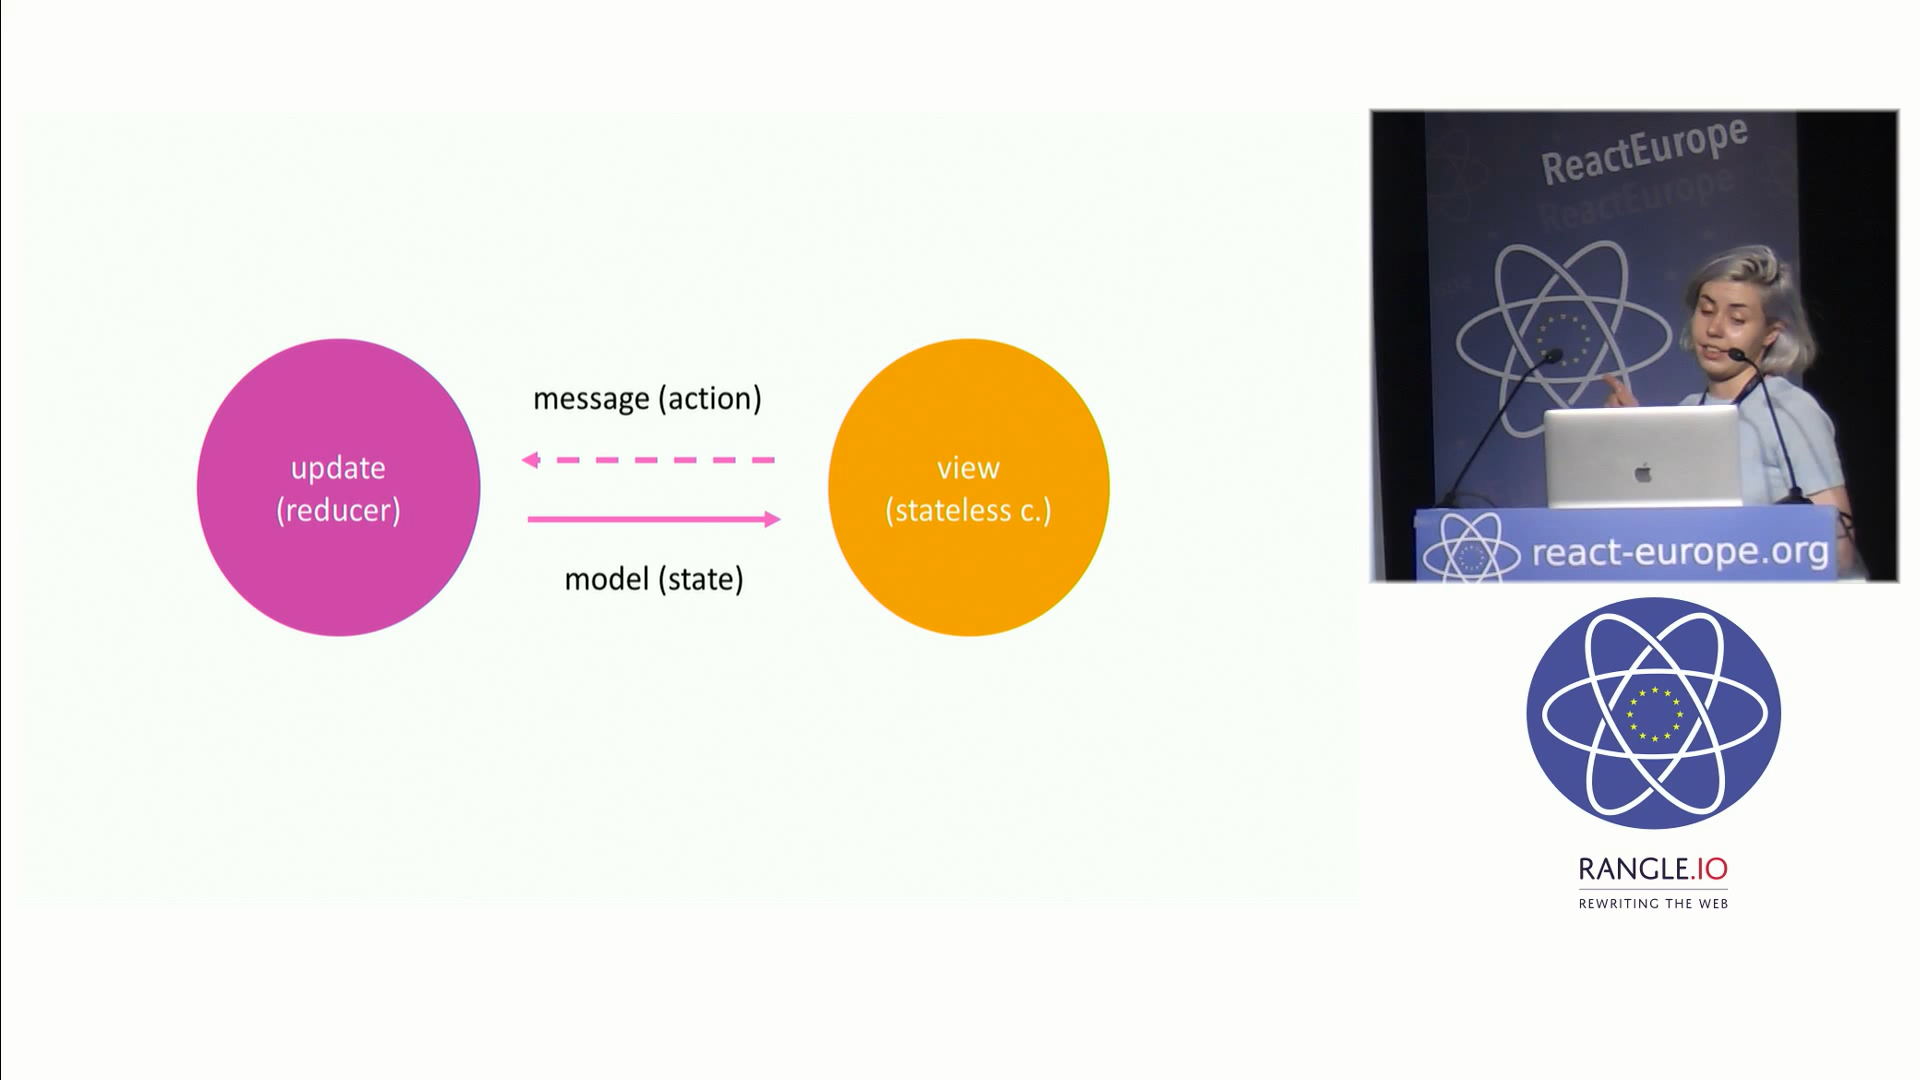 message (action)
update
(reducer)
view
(stateless c.)
model (state)
ReactEurope
ReactEurope
react-europe.org
RANGLE.IO
REWRITING THE WEB